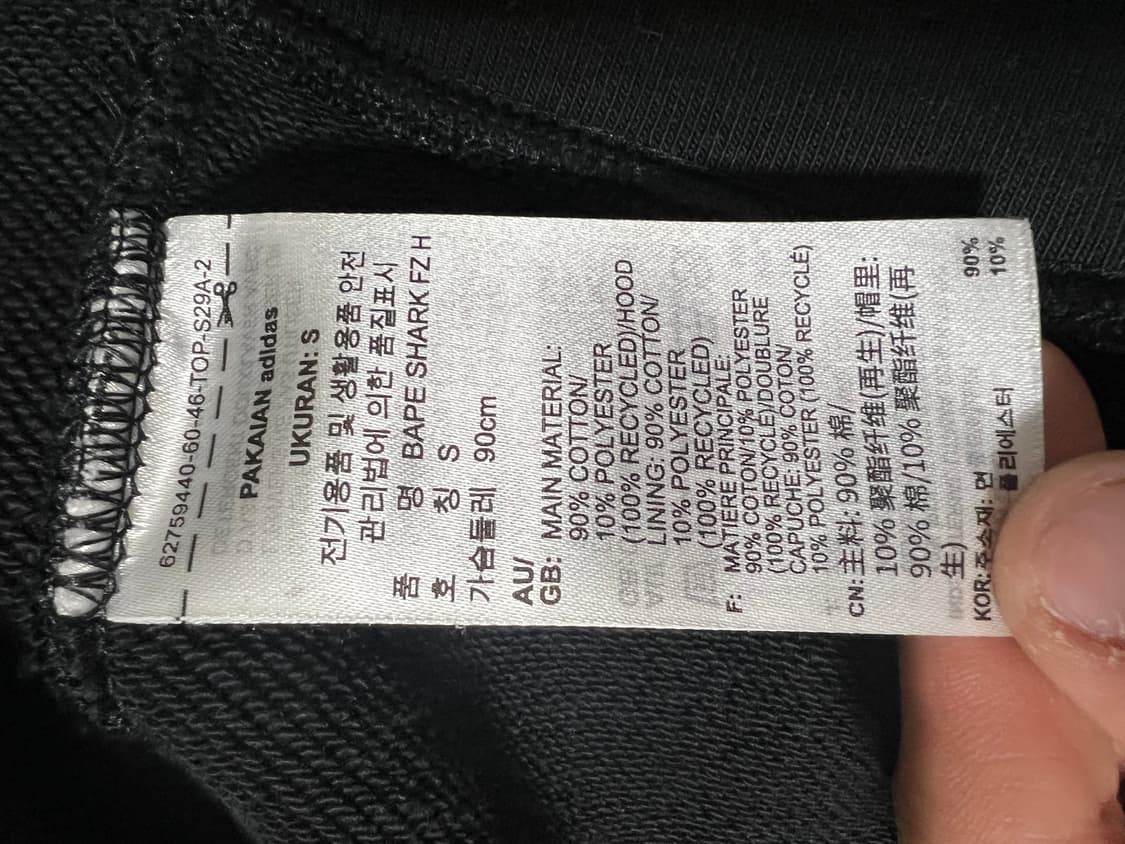 62759440-60-46-TOP-S29A-2
PAKAIAN adidas
UKURAN: S
전기용품 및 생활용품 안전
관리법에 의한 품질표시
품 명 BAPE SHARK FZ H
호 칭 S
가슴둘레 90cm
AU/
GB: MAIN MATERIAL:
90% COTTON/
10% POLYESTER
(100% RECYCLED)/HOOD
LINING: 90% COTTON/
10% POLYESTER
(100% RECYCLED)
F: MATIERE PRINCIPALE:
90% COTON/10% POLYESTER
(100% RECYCLÉ)/DOUBLURE
CAPUCHE: 90% COTON/
10% POLYESTER (100% RECYCLÉ)
CN: 主料: 90% 棉/
10% 聚酯纤维(再生)/帽里:
90% 棉/10% 聚酯纤维(再
生)
KOR: 주소재: 면 90%
폴리에스터 10%